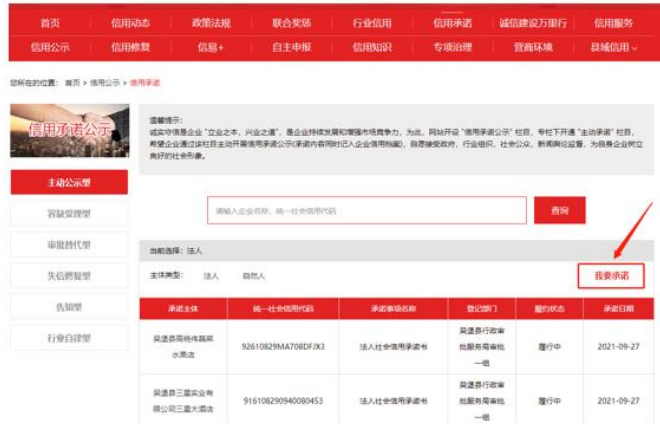 首页 信用动态 政策法规 联合奖惩 行业信用 信用承诺 诚信建设万里行 信用服务
信用公示 信用修复 信易+ 自主申报 信用知识 专项治理 营商环境 县域信用
您所在的位置: 首页 > 信用公示 > 信用承诺
信用承诺公示
温馨提示:
诚实守信是企业“立业之本，兴业之道”，是企业持续发展和增强市场竞争力，为此，网站开设“信用承诺公示”栏目，专栏下开通“主动承诺”栏目，
希望企业通过该栏目主动开展信用承诺公示(承诺内容同时记入企业信用档案)，自愿接受政府，行业组织，社会公众，新闻舆论监督，为自身企业树立
良好的社会形象。
主动公示型
容缺受理型
审批替代型
失信修复型
告知型
行业自律型
请输入企业名称、统一社会信用代码
查询
当前选择: 法人
主体类型: 法人 自然人
我要承诺
承诺主体 统一社会信用代码 承诺事项名称 登记部门 履约状态 承诺日期
吴堡县亮艳伟蔬菜
水果店
92610829MA708DFJX3
法人社会信用承诺书
吴堡县行政审
批服务局审批
一组
履行中
2021-09-27
吴堡县三星实业有
限公司三星大酒店
916108290940080453
法人社会信用承诺书
吴堡县行政审
批服务局审批
一组
履行中
2021-09-27